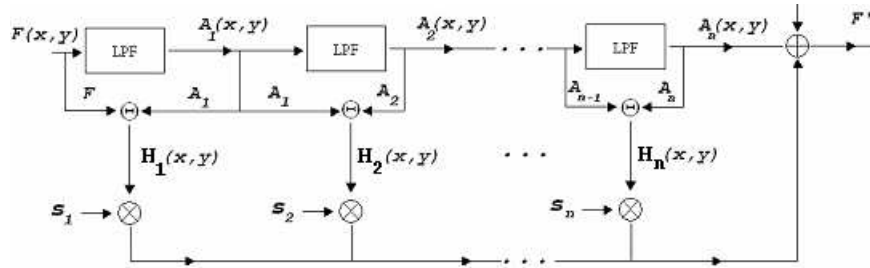 F(x,y) LPF A1(x,y) LPF A2(x,y) . . . LPF An(x,y) F'
F A1 A1 A2 An-1 An
H1(x,y) H2(x,y) . . . Hn(x,y)
s1 s2 sn
. . .